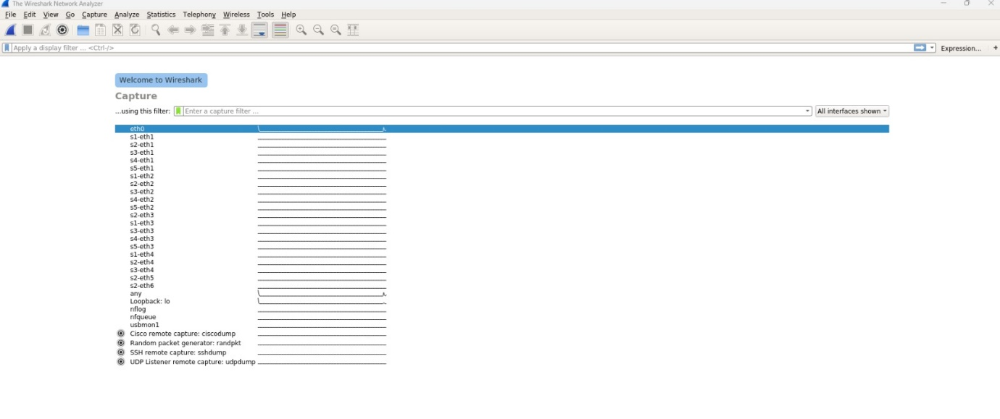 The Wireshark Network Analyzer
File Edit View Go Capture Analyze Statistics Telephony Wireless Tools Help
Apply a display filter ... <Ctrl-/> Expression... +
Welcome to Wireshark
Capture
...using this filter: Enter a capture filter ... All interfaces shown
eth0
s1-eth1
s2-eth1
s3-eth1
s4-eth1
s5-eth1
s1-eth2
s2-eth2
s3-eth2
s4-eth2
s5-eth2
s2-eth3
s1-eth3
s3-eth3
s4-eth3
s5-eth3
s1-eth4
s2-eth4
s3-eth4
s2-eth5
s2-eth6
any
Loopback: lo
nflog
nfqueue
usbmon1
Cisco remote capture: ciscodump
Random packet generator: randpkt
SSH remote capture: sshdump
UDP Listener remote capture: udpdump